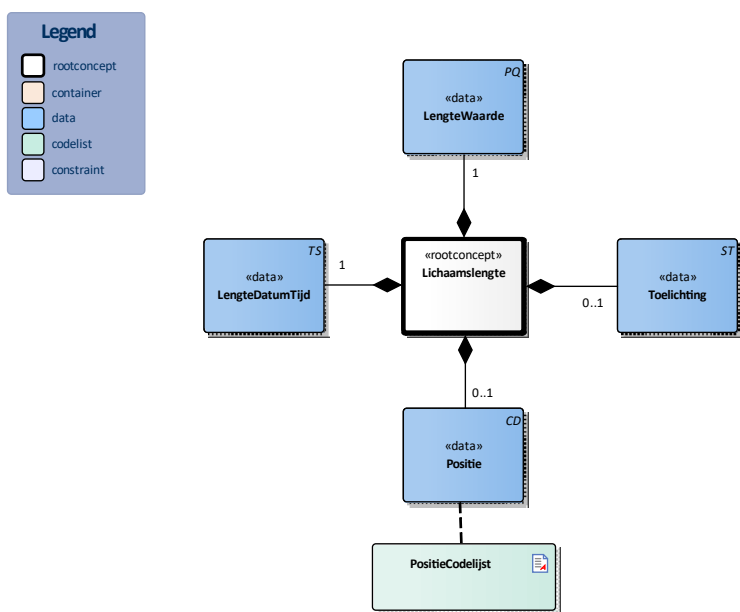 Legend
rootconcept
container
data
codelist
constraint
PQ
«data»
LengteWaarde
1
TS
«data»
LengteDatumTijd
1
«rootconcept»
Lichaamslengte
ST
«data»
Toelichting
0..1
0..1
CD
«data»
Positie
PositieCodelijst